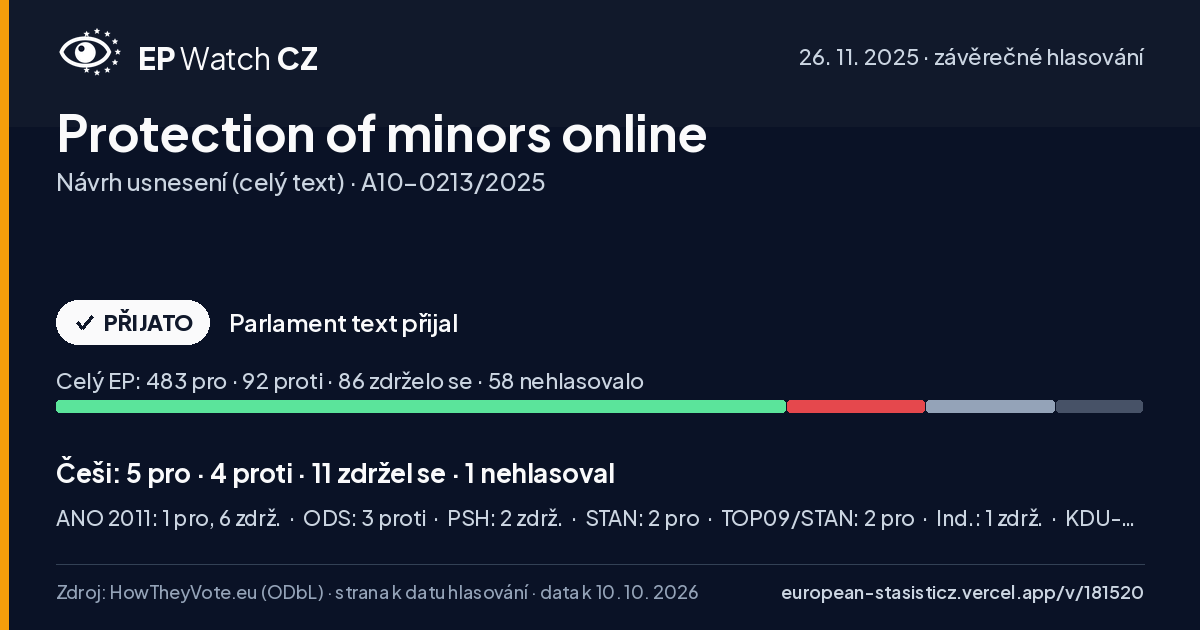 EP Watch CZ
26. 11. 2025 · závěrečné hlasování
Protection of minors online
Návrh usnesení (celý text) · A10–0213/2025
✓ PŘIJATO
Parlament text přijal
Celý EP: 483 pro · 92 proti · 86 zdrželo se · 58 nehlasovalo
Češi: 5 pro · 4 proti · 11 zdržel se · 1 nehlasoval
ANO 2011: 1 pro, 6 zdrž. · ODS: 3 proti · PSH: 2 zdrž. · STAN: 2 pro · TOP09/STAN: 2 pro · Ind.: 1 zdrž. · KDU-…
Zdroj: HowTheyVote.eu (ODbL) · strana k datu hlasování · data k 10. 10. 2026
european-stasisticz.vercel.app/v/181520